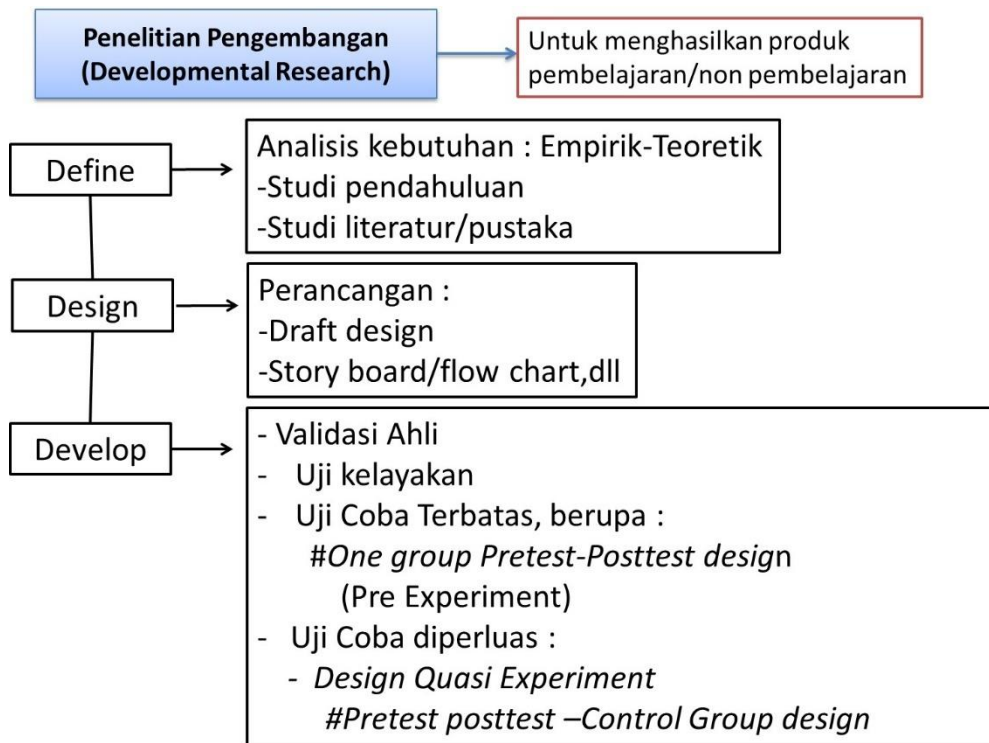 Penelitian Pengembangan
(Developmental Research)
Untuk menghasilkan produk
pembelajaran/non pembelajaran
Define
Analisis kebutuhan : Empirik-Teoretik
-Studi pendahuluan
-Studi literatur/pustaka
Design
Perancangan :
-Draft design
-Story board/flow chart,dll
Develop
- Validasi Ahli
- Uji kelayakan
- Uji Coba Terbatas, berupa :
#One group Pretest-Posttest design
(Pre Experiment)
- Uji Coba diperluas :
- Design Quasi Experiment
#Pretest posttest –Control Group design